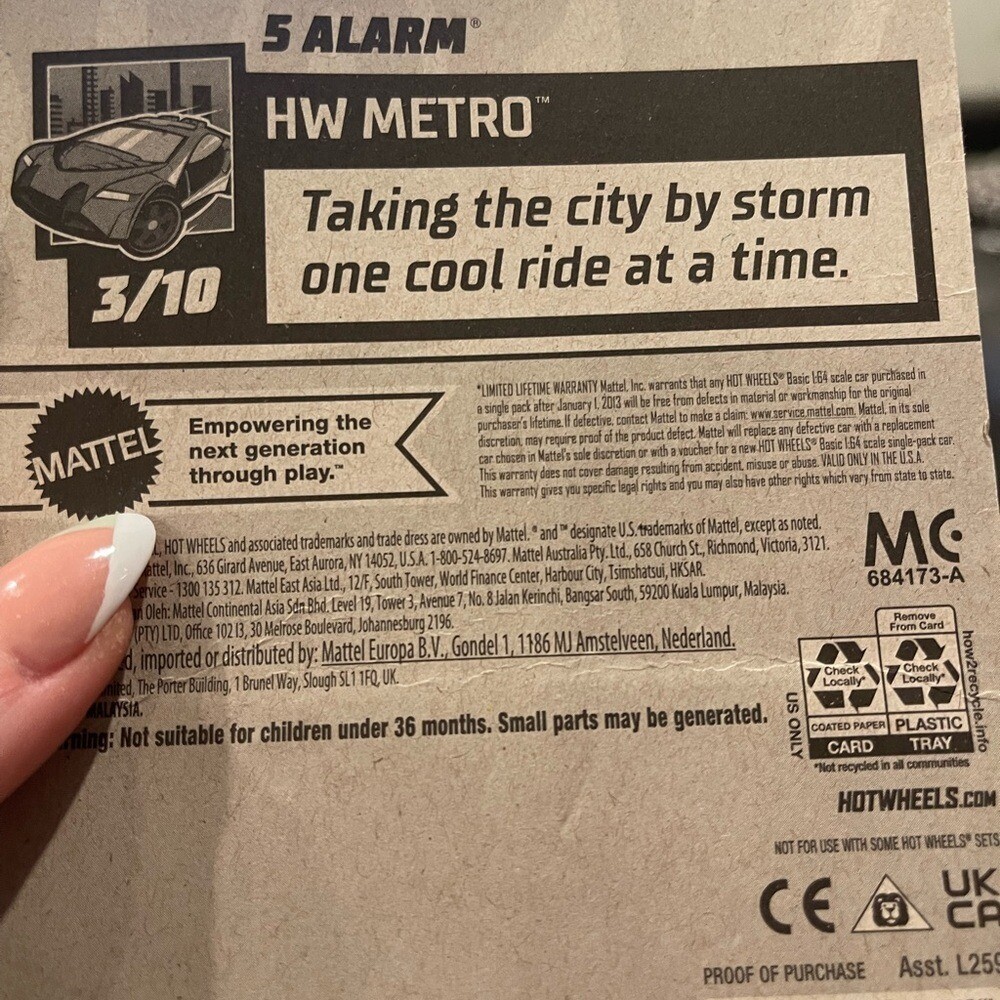 5 ALARM®
HW METRO™
Taking the city by storm
one cool ride at a time.
3/10
MATTEL
Empowering the
next generation
through play.™
*LIMITED LIFETIME WARRANTY Mattel, Inc. warrants that any HOT WHEELS® Basic 1:64 scale car purchased in
a single pack after January 1, 2013 will be free from defects in material or workmanship for the original
purchaser's lifetime. If defective, contact Mattel to make a claim: www.service.mattel.com. Mattel, in its sole
discretion, may require proof of the product defect. Mattel will replace any defective car with a replacement
car chosen in Mattel's sole discretion or with a voucher for a new HOT WHEELS® Basic 1:64 scale single-pack car.
This warranty does not cover damage resulting from accident, misuse or abuse. VALID ONLY IN THE U.S.A.
This warranty gives you specific legal rights and you may also have other rights which vary from state to state.
L, HOT WHEELS and associated trademarks and trade dress are owned by Mattel. ® and ™ designate U.S. trademarks of Mattel, except as noted.
attel, Inc., 636 Girard Avenue, East Aurora, NY 14052, U.S.A. 1-800-524-8697. Mattel Australia Pty. Ltd., 658 Church St., Richmond, Victoria, 3121.
Service - 1300 135 312. Mattel East Asia Ltd., 12/F, South Tower, World Finance Center, Harbour City, Tsimshatsui, HKSAR.
n Oleh: Mattel Continental Asia Sdn Bhd. Level 19, Tower 3, Avenue 7, No. 8 Jalan Kerinchi, Bangsar South, 59200 Kuala Lumpur, Malaysia.
(PTY) LTD, Office 102 I3, 30 Melrose Boulevard, Johannesburg 2196.
d, imported or distributed by: Mattel Europa B.V., Gondel 1, 1186 MJ Amstelveen, Nederland.
mited, The Porter Building, 1 Brunel Way, Slough SL1 1FQ, UK.
MALAYSIA.
rning: Not suitable for children under 36 months. Small parts may be generated.
MC
684173-A
Remove
From Card
Check
Locally*
Check
Locally*
COATED PAPER
PLASTIC
CARD
TRAY
US ONLY
how2recycle.info
*Not recycled in all communities
HOTWHEELS.COM
NOT FOR USE WITH SOME HOT WHEELS® SETS
CE
UK
CA
PROOF OF PURCHASE
Asst. L259